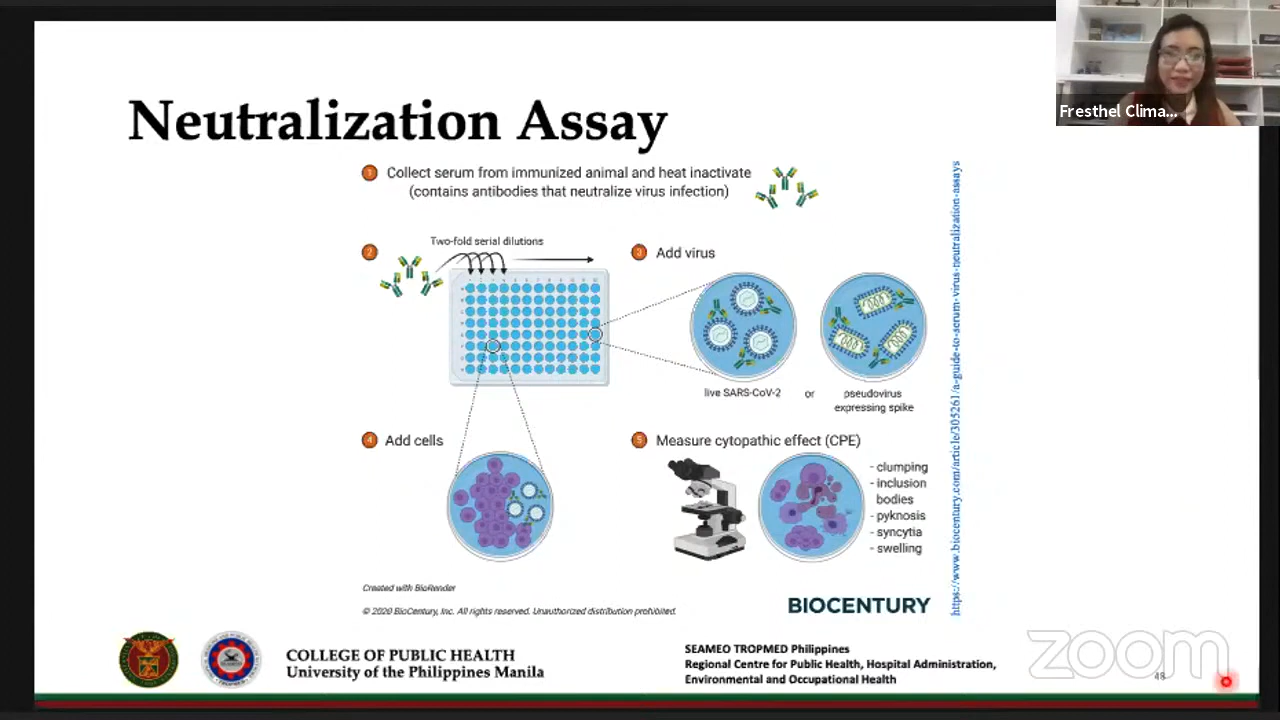 Fresthel Clima...
Neutralization Assay
1 Collect serum from immunized animal and heat inactivate
(contains antibodies that neutralize virus infection)
2
Two-fold serial dilutions
3 Add virus
live SARS-CoV-2 or pseudovirus
expressing spike
4 Add cells
5 Measure cytopathic effect (CPE)
- clumping
- inclusion
bodies
- pyknosis
- syncytia
- swelling
https://www.biocentury.com/article/305261/a-guide-to-serum-virus-neutralization-assays
Created with BioRender
© 2020 BioCentury, Inc. All rights reserved. Unauthorized distribution prohibited.
BIOCENTURY
COLLEGE OF PUBLIC HEALTH
University of the Philippines Manila
SEAMEO TROPMED Philippines
Regional Centre for Public Health, Hospital Administration,
Environmental and Occupational Health
zoom
48